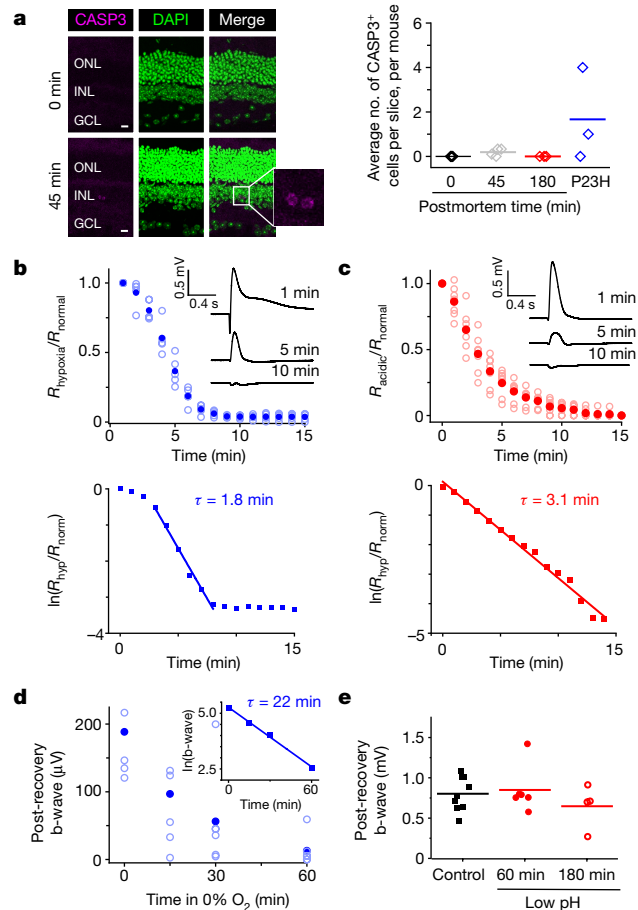 a
CASP3 DAPI Merge
0 min
ONL
INL
GCL
45 min
ONL
INL
GCL
Average no. of CASP3+
cells per slice, per mouse
6
4
2
0
0 45 180 P23H
Postmortem time (min)
b
Rhypoxia/Rnormal
1.0
0.5
0
0 5 10 15
Time (min)
0.5 mV
0.4 s
1 min
5 min
10 min
ln(Rhyp/Rnorm)
0
−4
τ = 1.8 min
0 15
Time (min)
c
Racidic/Rnormal
1.0
0.5
0
0 5 10 15
Time (min)
0.5 mV
0.4 s
1 min
5 min
10 min
ln(Rhyp/Rnorm)
0
−5
τ = 3.1 min
0 15
Time (min)
d
Post-recovery
b-wave (μV)
200
100
0
0 15 30 45 60
Time in 0% O2 (min)
ln(b-wave)
5.0
2.5
τ = 22 min
0 30 60
Time (min)
e
Post-recovery
b-wave (mV)
1.5
1.0
0.5
0
Control 60 min 180 min
Low pH